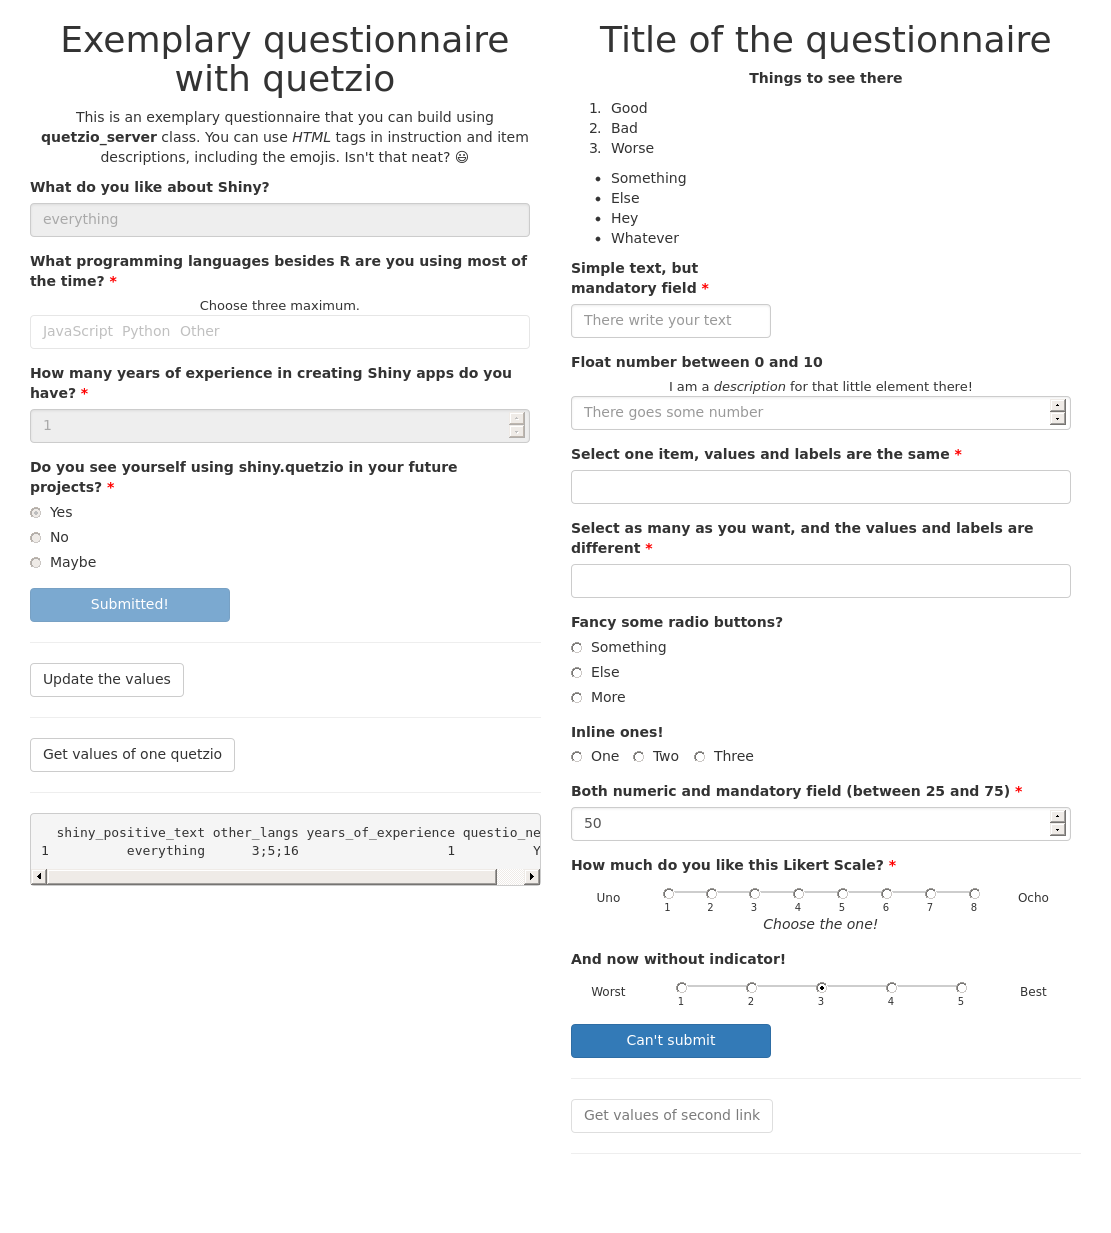 Exemplary questionnaire
with quetzio
This is an exemplary questionnaire that you can build using
quetzio_server class. You can use HTML tags in instruction and item
descriptions, including the emojis. Isn't that neat? 😃
What do you like about Shiny?
everything
What programming languages besides R are you using most of
the time? *
Choose three maximum.
JavaScript Python Other
How many years of experience in creating Shiny apps do you
have? *
1
Do you see yourself using shiny.quetzio in your future
projects? *
Yes
No
Maybe
Submitted!
Update the values
Get values of one quetzio
shiny_positive_text other_langs years_of_experience questio_ne
1 everything 3;5;16 1 Y
Title of the questionnaire
Things to see there
1. Good
2. Bad
3. Worse
• Something
• Else
• Hey
• Whatever
Simple text, but
mandatory field *
There write your text
Float number between 0 and 10
I am a description for that little element there!
There goes some number
Select one item, values and labels are the same *
Select as many as you want, and the values and labels are
different *
Fancy some radio buttons?
Something
Else
More
Inline ones!
One Two Three
Both numeric and mandatory field (between 25 and 75) *
50
How much do you like this Likert Scale? *
Uno 1 2 3 4 5 6 7 8 Ocho
Choose the one!
And now without indicator!
Worst 1 2 3 4 5 Best
Can't submit
Get values of second link